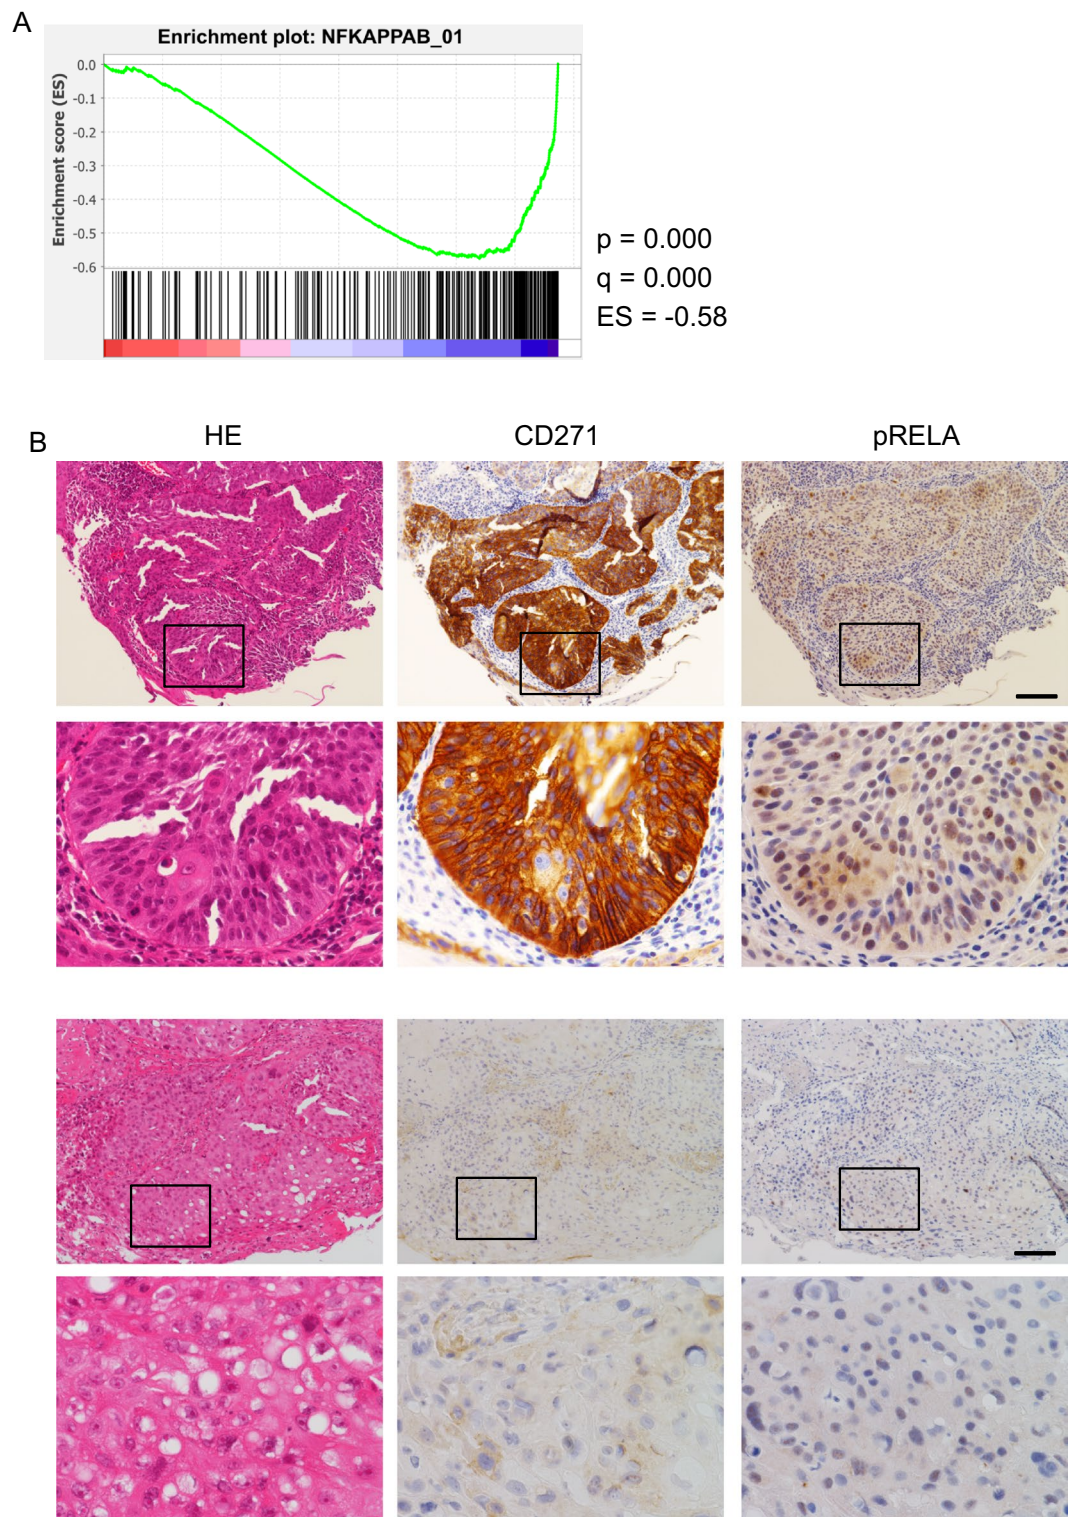 A
Enrichment plot: NFKAPPAB_01
Enrichment score (ES)
0.0
-0.1
-0.2
-0.3
-0.4
-0.5
-0.6
p = 0.000
q = 0.000
ES = -0.58
B
HE
CD271
pRELA